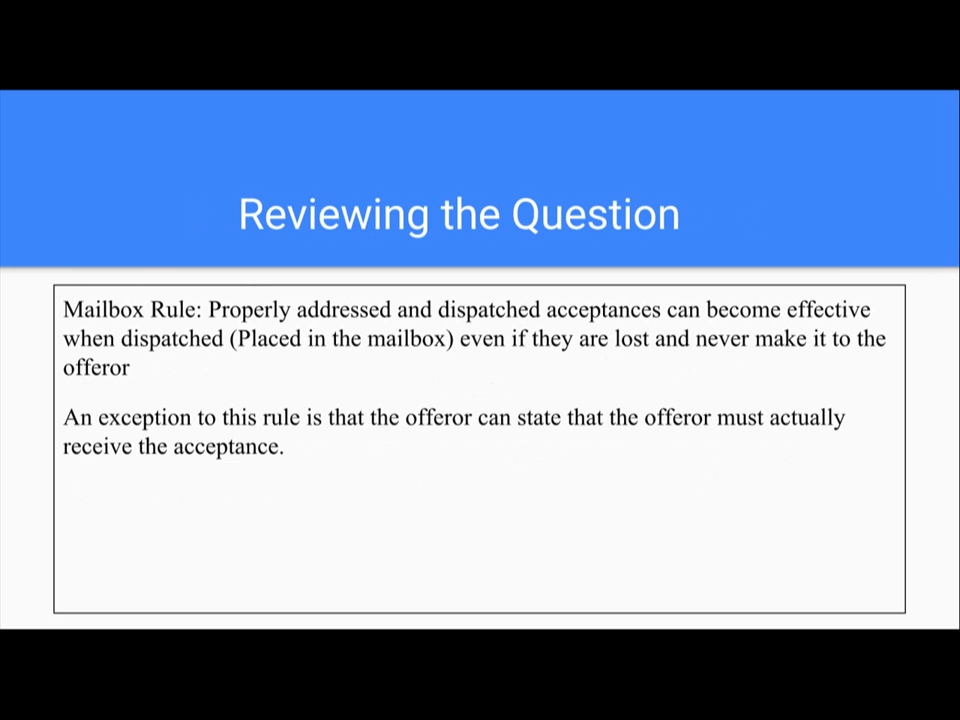 Reviewing the Question
Mailbox Rule: Properly addressed and dispatched acceptances can become effective
when dispatched (Placed in the mailbox) even if they are lost and never make it to the
offeror
An exception to this rule is that the offeror can state that the offeror must actually
receive the acceptance.